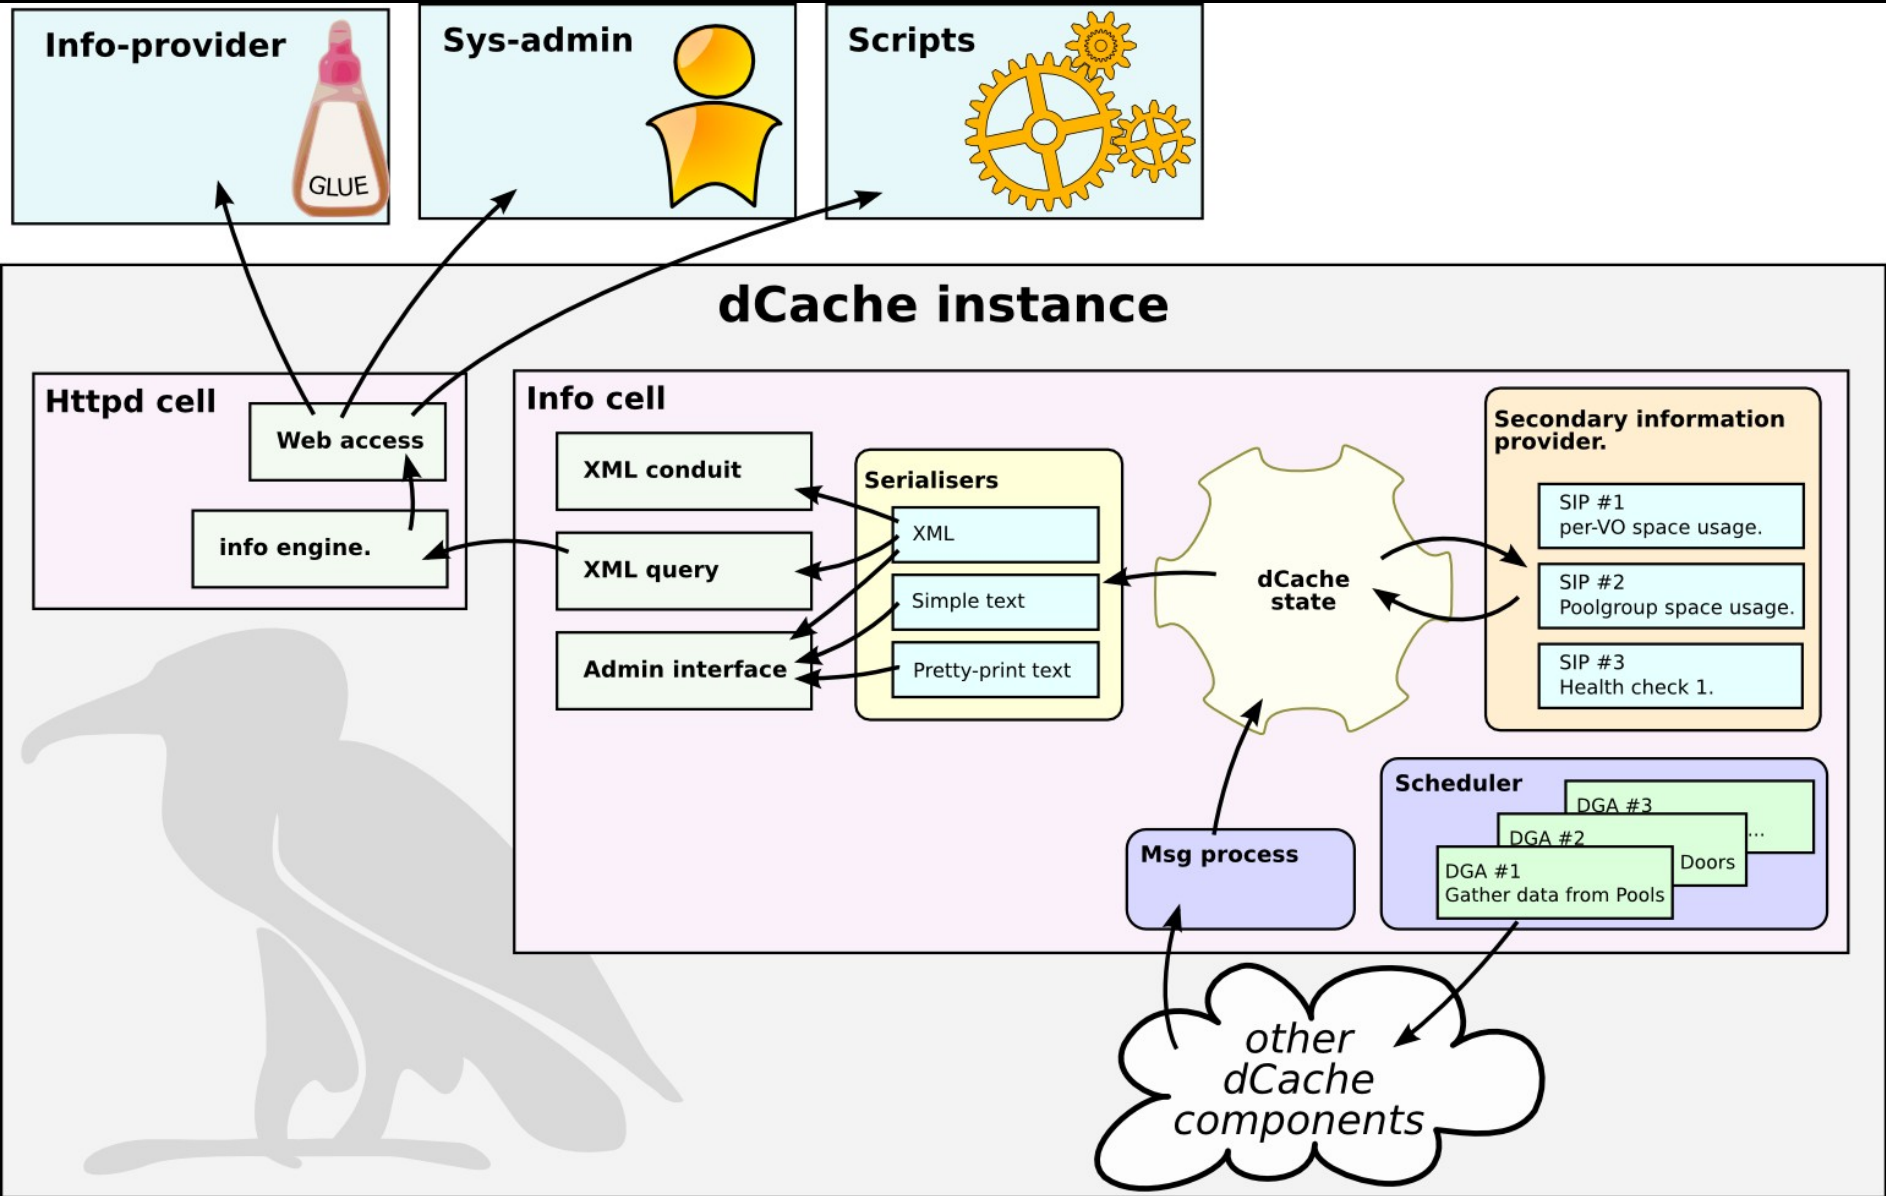 Info-provider
GLUE
Sys-admin
Scripts
dCache instance
Httpd cell
Web access
info engine.
Info cell
XML conduit
XML query
Admin interface
Serialisers
XML
Simple text
Pretty-print text
dCache
state
Secondary information
provider.
SIP #1
per-VO space usage.
SIP #2
Poolgroup space usage.
SIP #3
Health check 1.
Scheduler
DGA #3
...
DGA #2
Doors
DGA #1
Gather data from Pools
Msg process
other
dCache
components